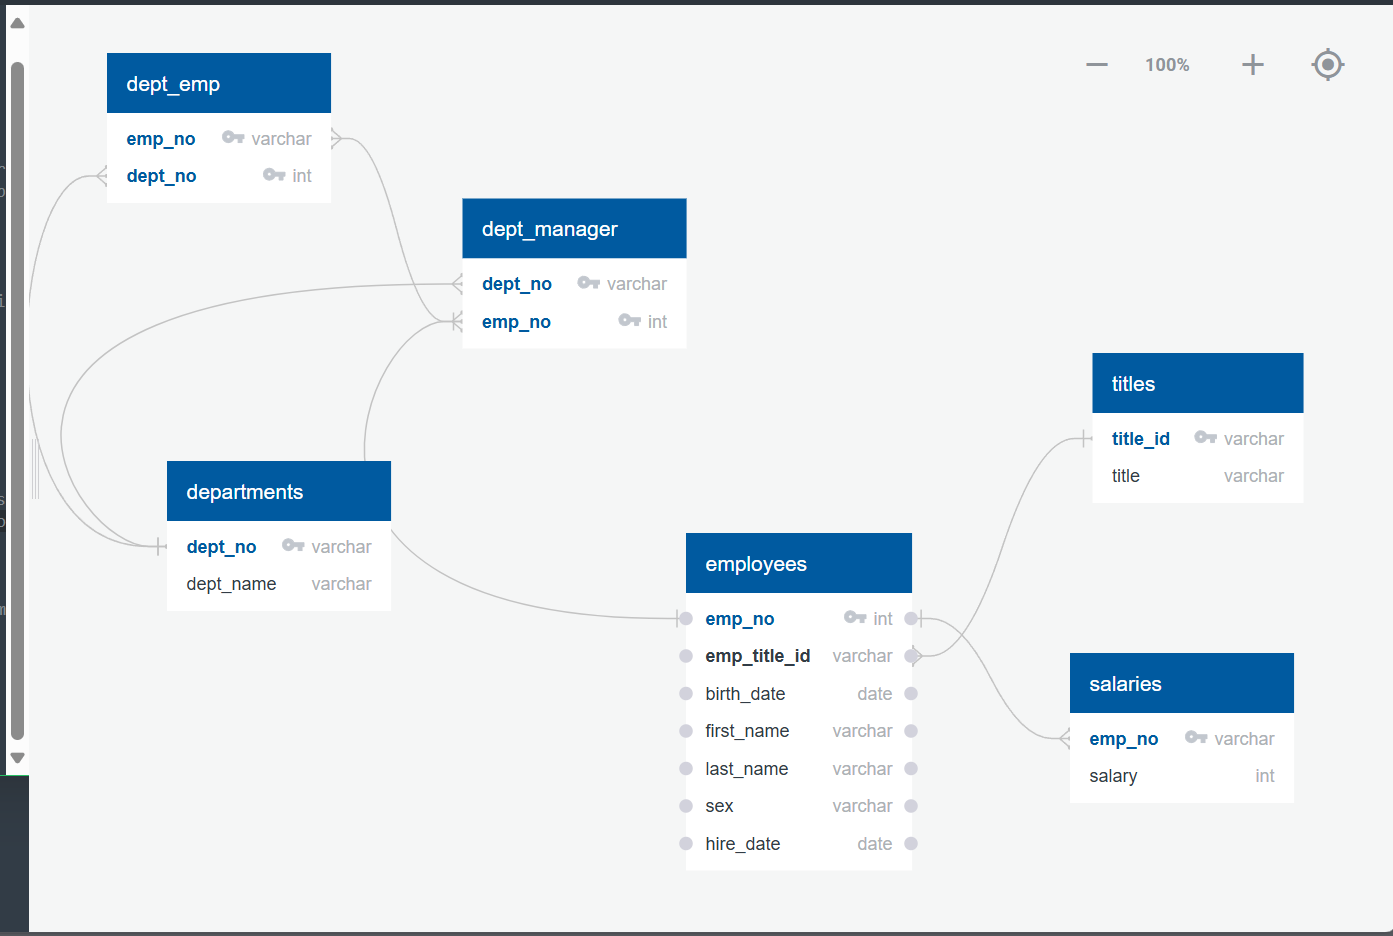 100%
dept_emp
emp_no varchar
dept_no int
dept_manager
dept_no varchar
emp_no int
titles
title_id varchar
title varchar
departments
dept_no varchar
dept_name varchar
employees
emp_no int
emp_title_id varchar
birth_date date
first_name varchar
last_name varchar
sex varchar
hire_date date
salaries
emp_no varchar
salary int